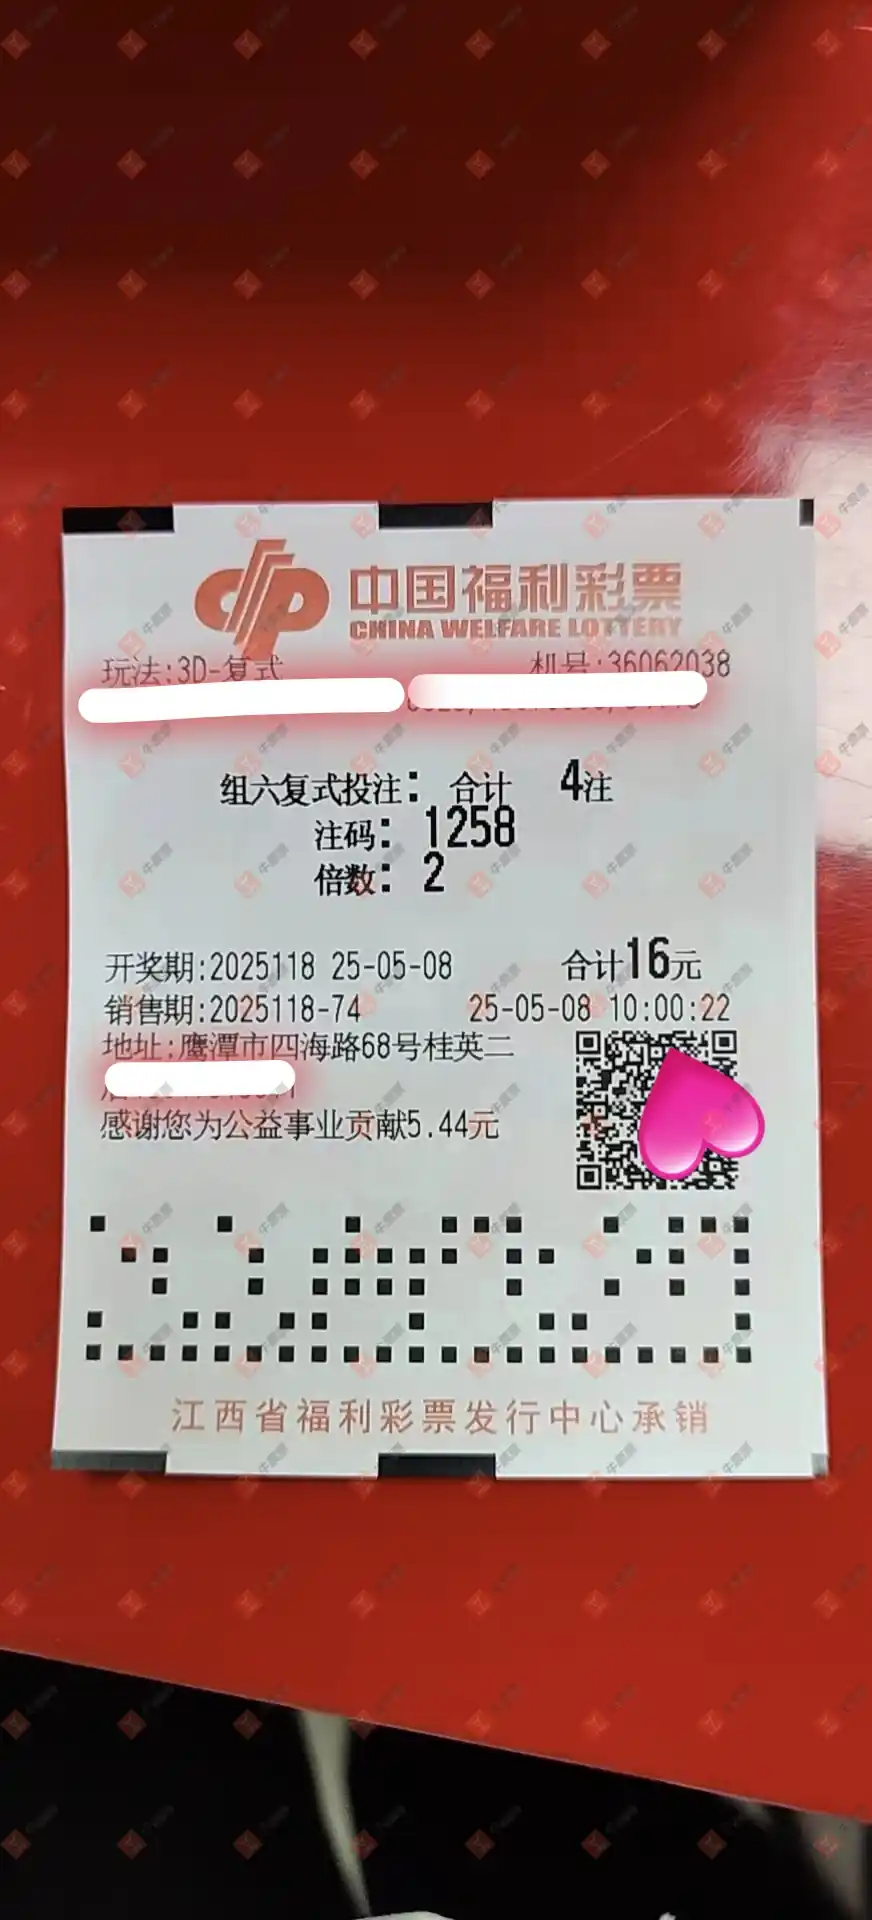 中国福利彩票
CHINA WELFARE LOTTERY
玩法:3D-复式 机号:36062038
组六复式投注: 合计 4注
注码: 1258
倍数: 2
开奖期:2025118 25-05-08 合计16元
销售期:2025118-74 25-05-08 10:00:22
地址:鹰潭市四海路68号桂英二
感谢您为公益事业贡献5.44元
江西省福利彩票发行中心承销